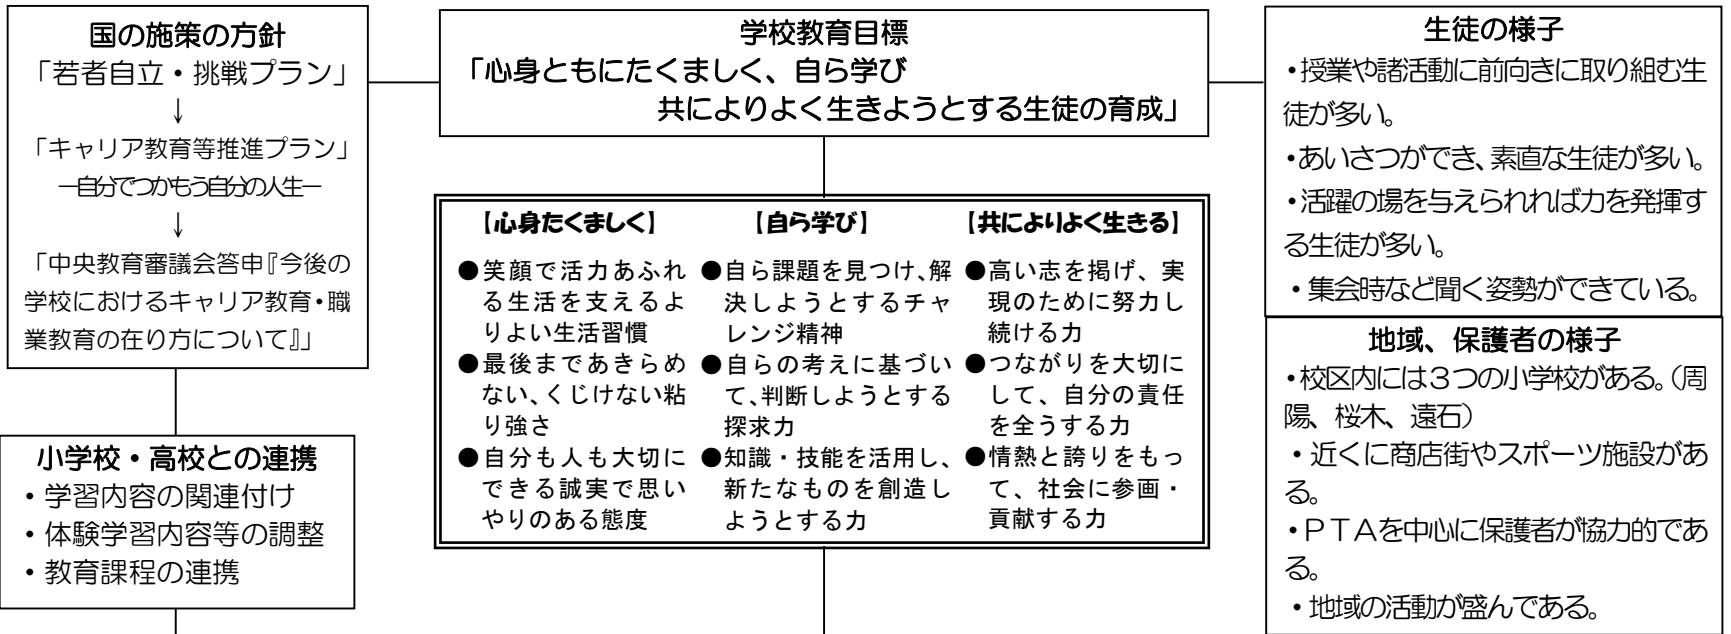 国の施策の方針
「若者自立・挑戦プラン」
↓
「キャリア教育等推進プラン」
―自分でつかもう自分の人生―
↓
「中央教育審議会答申『今後の
学校におけるキャリア教育・職
業教育の在り方について』」
小学校・高校との連携
・学習内容の関連付け
・体験学習内容等の調整
・教育課程の連携
学校教育目標
「心身ともにたくましく、自ら学び
共によりよく生きようとする生徒の育成」
【心身たくましく】
●笑顔で活力あふれ
る生活を支えるよ
りよい生活習慣
●最後まであきらめ
ない、くじけない粘
り強さ
●自分も人も大切に
できる誠実で思い
やりのある態度
【自ら学び】
●自ら課題を見つけ、解
決しようとするチャ
レンジ精神
●自らの考えに基づい
て、判断しようとする
探求力
●知識・技能を活用し、
新たなものを創造し
ようとする力
【共によりよく生きる】
●高い志を掲げ、実
現のために努力し
続ける力
●つながりを大切に
して、自分の責任
を全うする力
●情熱と誇りをもっ
て、社会に参画・
貢献する力
生徒の様子
・授業や諸活動に前向きに取り組む生
徒が多い。
・あいさつができ、素直な生徒が多い。
・活躍の場を与えられれば力を発揮す
る生徒が多い。
・集会時など聞く姿勢ができている。
地域、保護者の様子
・校区内には３つの小学校がある。（周
陽、桜木、遠石）
・近くに商店街やスポーツ施設があ
る。
・ＰＴＡを中心に保護者が協力的であ
る。
・地域の活動が盛んである。